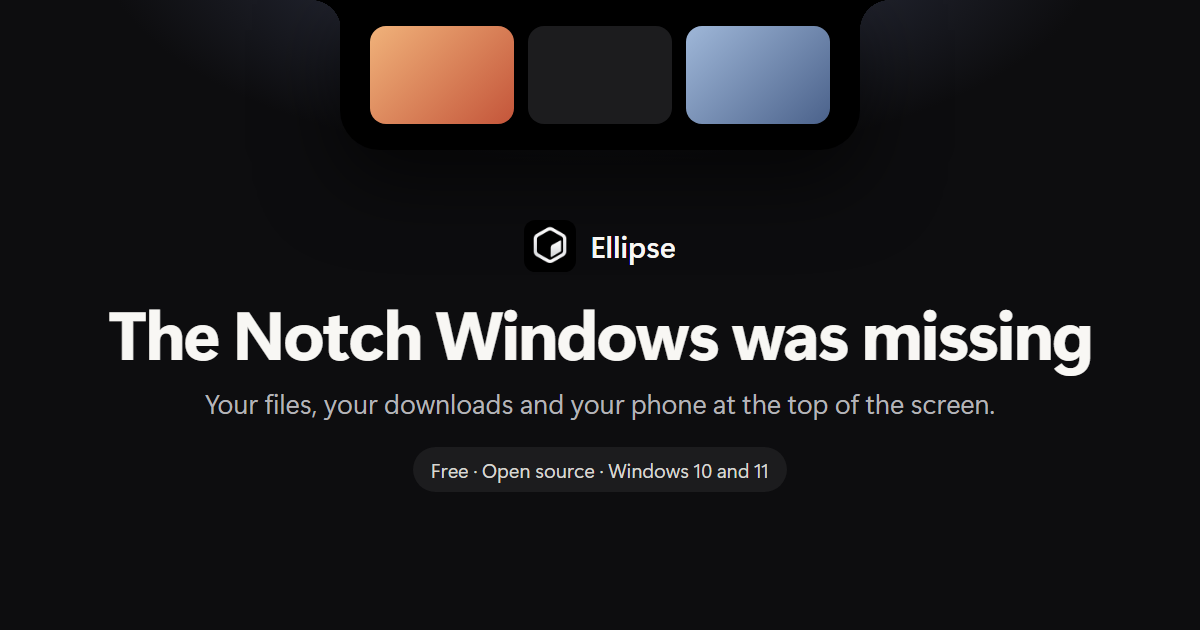 Ellipse
The Notch Windows was missing
Your files, your downloads and your phone at the top of the screen.
Free · Open source · Windows 10 and 11